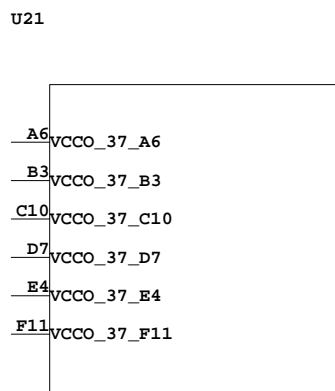 U21
A6 VCCO_37_A6
B3 VCCO_37_B3
C10 VCCO_37_C10
D7 VCCO_37_D7
E4 VCCO_37_E4
F11 VCCO_37_F11